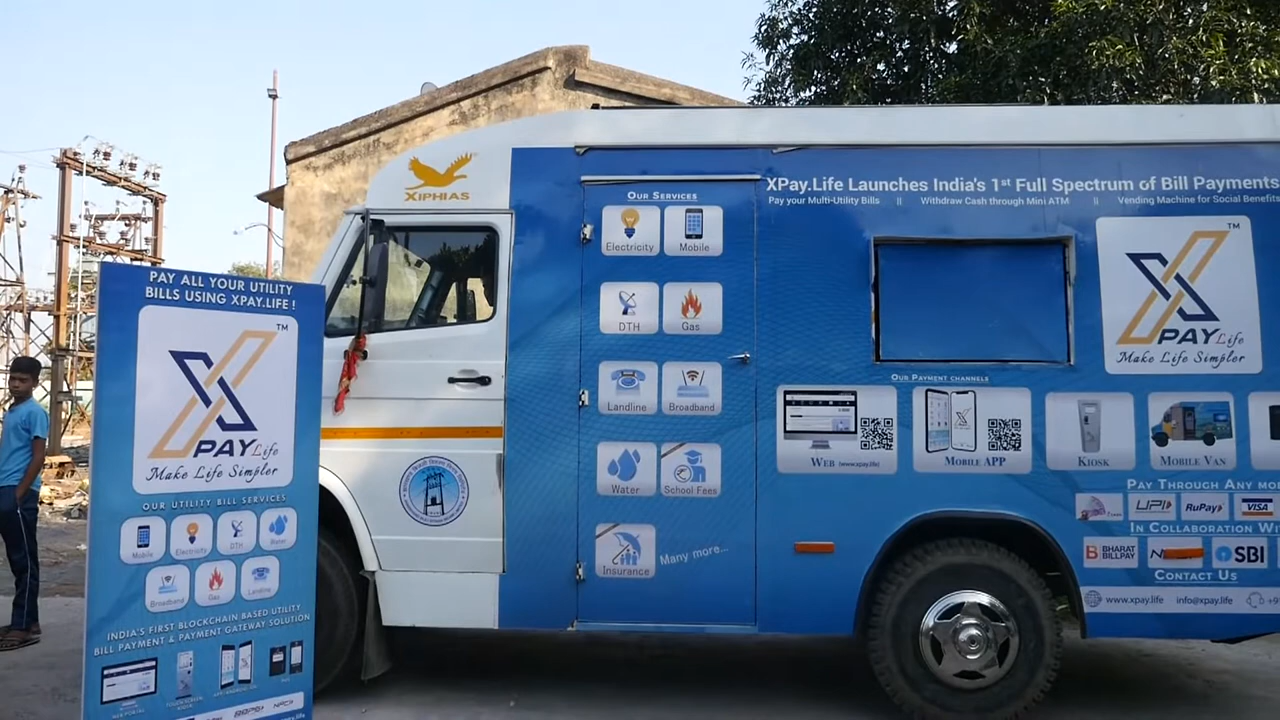 PAY ALL YOUR UTILITY
BILLS USING XPAY.LIFE !
TM
PAY Life
Make Life Simpler
OUR UTILITY BILL SERVICES
Mobile
Electricity
DTH
Water
Broadband
Gas
Landline
INDIA'S FIRST BLOCKCHAIN BASED UTILITY
BILL PAYMENT & PAYMENT GATEWAY SOLUTION
XIPHIAS
OUR SERVICES
Electricity
Mobile
DTH
Gas
Landline
Broadband
Water
School Fees
Insurance
Many more...
XPay.Life Launches India's 1st Full Spectrum of Bill Payments
Pay your Multi-Utility Bills || Withdraw Cash through Mini ATM || Vending Machine for Social Benefits
TM
PAY Life
Make Life Simpler
OUR PAYMENT CHANNELS
WEB (www.xpay.life)
MOBILE APP
KIOSK
MOBILE VAN
PAY THROUGH ANY
UPI
RuPay
VISA
IN COLLABORATION
BHARAT
BILLPAY
SBI
CONTACT US
www.xpay.life
info@xpay.life